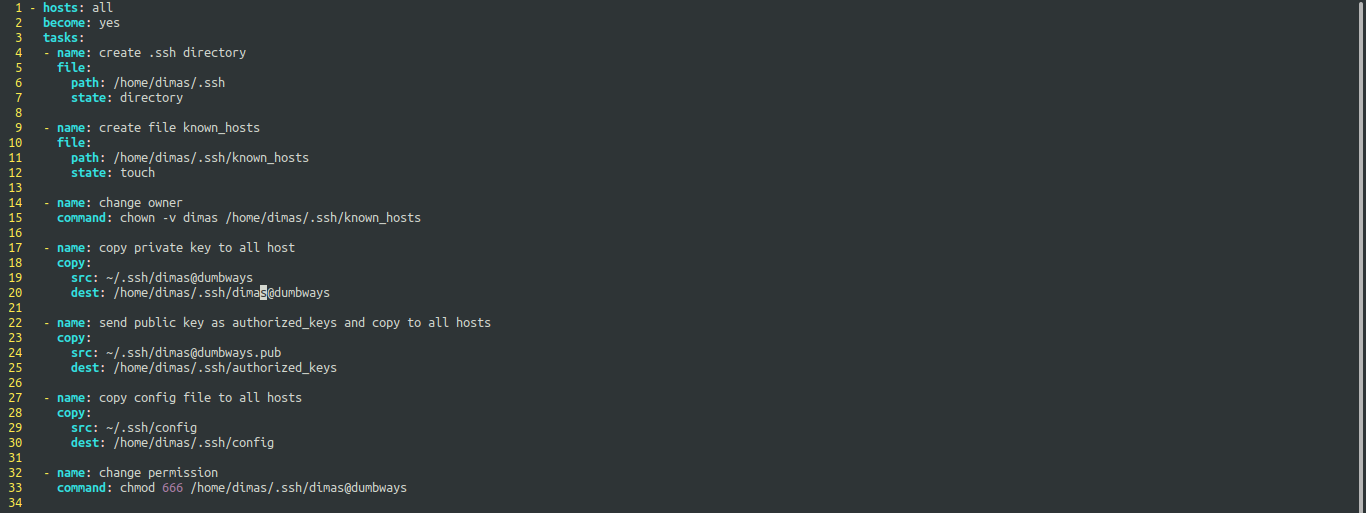 1 - hosts: all
2   become: yes
3   tasks:
4   - name: create .ssh directory
5     file:
6       path: /home/dimas/.ssh
7       state: directory
8
9   - name: create file known_hosts
10     file:
11       path: /home/dimas/.ssh/known_hosts
12       state: touch
13
14   - name: change owner
15     command: chown -v dimas /home/dimas/.ssh/known_hosts
16
17   - name: copy private key to all host
18     copy:
19       src: ~/.ssh/dimas@dumbways
20       dest: /home/dimas/.ssh/dimas@dumbways
21
22   - name: send public key as authorized_keys and copy to all hosts
23     copy:
24       src: ~/.ssh/dimas@dumbways.pub
25       dest: /home/dimas/.ssh/authorized_keys
26
27   - name: copy config file to all hosts
28     copy:
29       src: ~/.ssh/config
30       dest: /home/dimas/.ssh/config
31
32   - name: change permission
33     command: chmod 666 /home/dimas/.ssh/dimas@dumbways
34